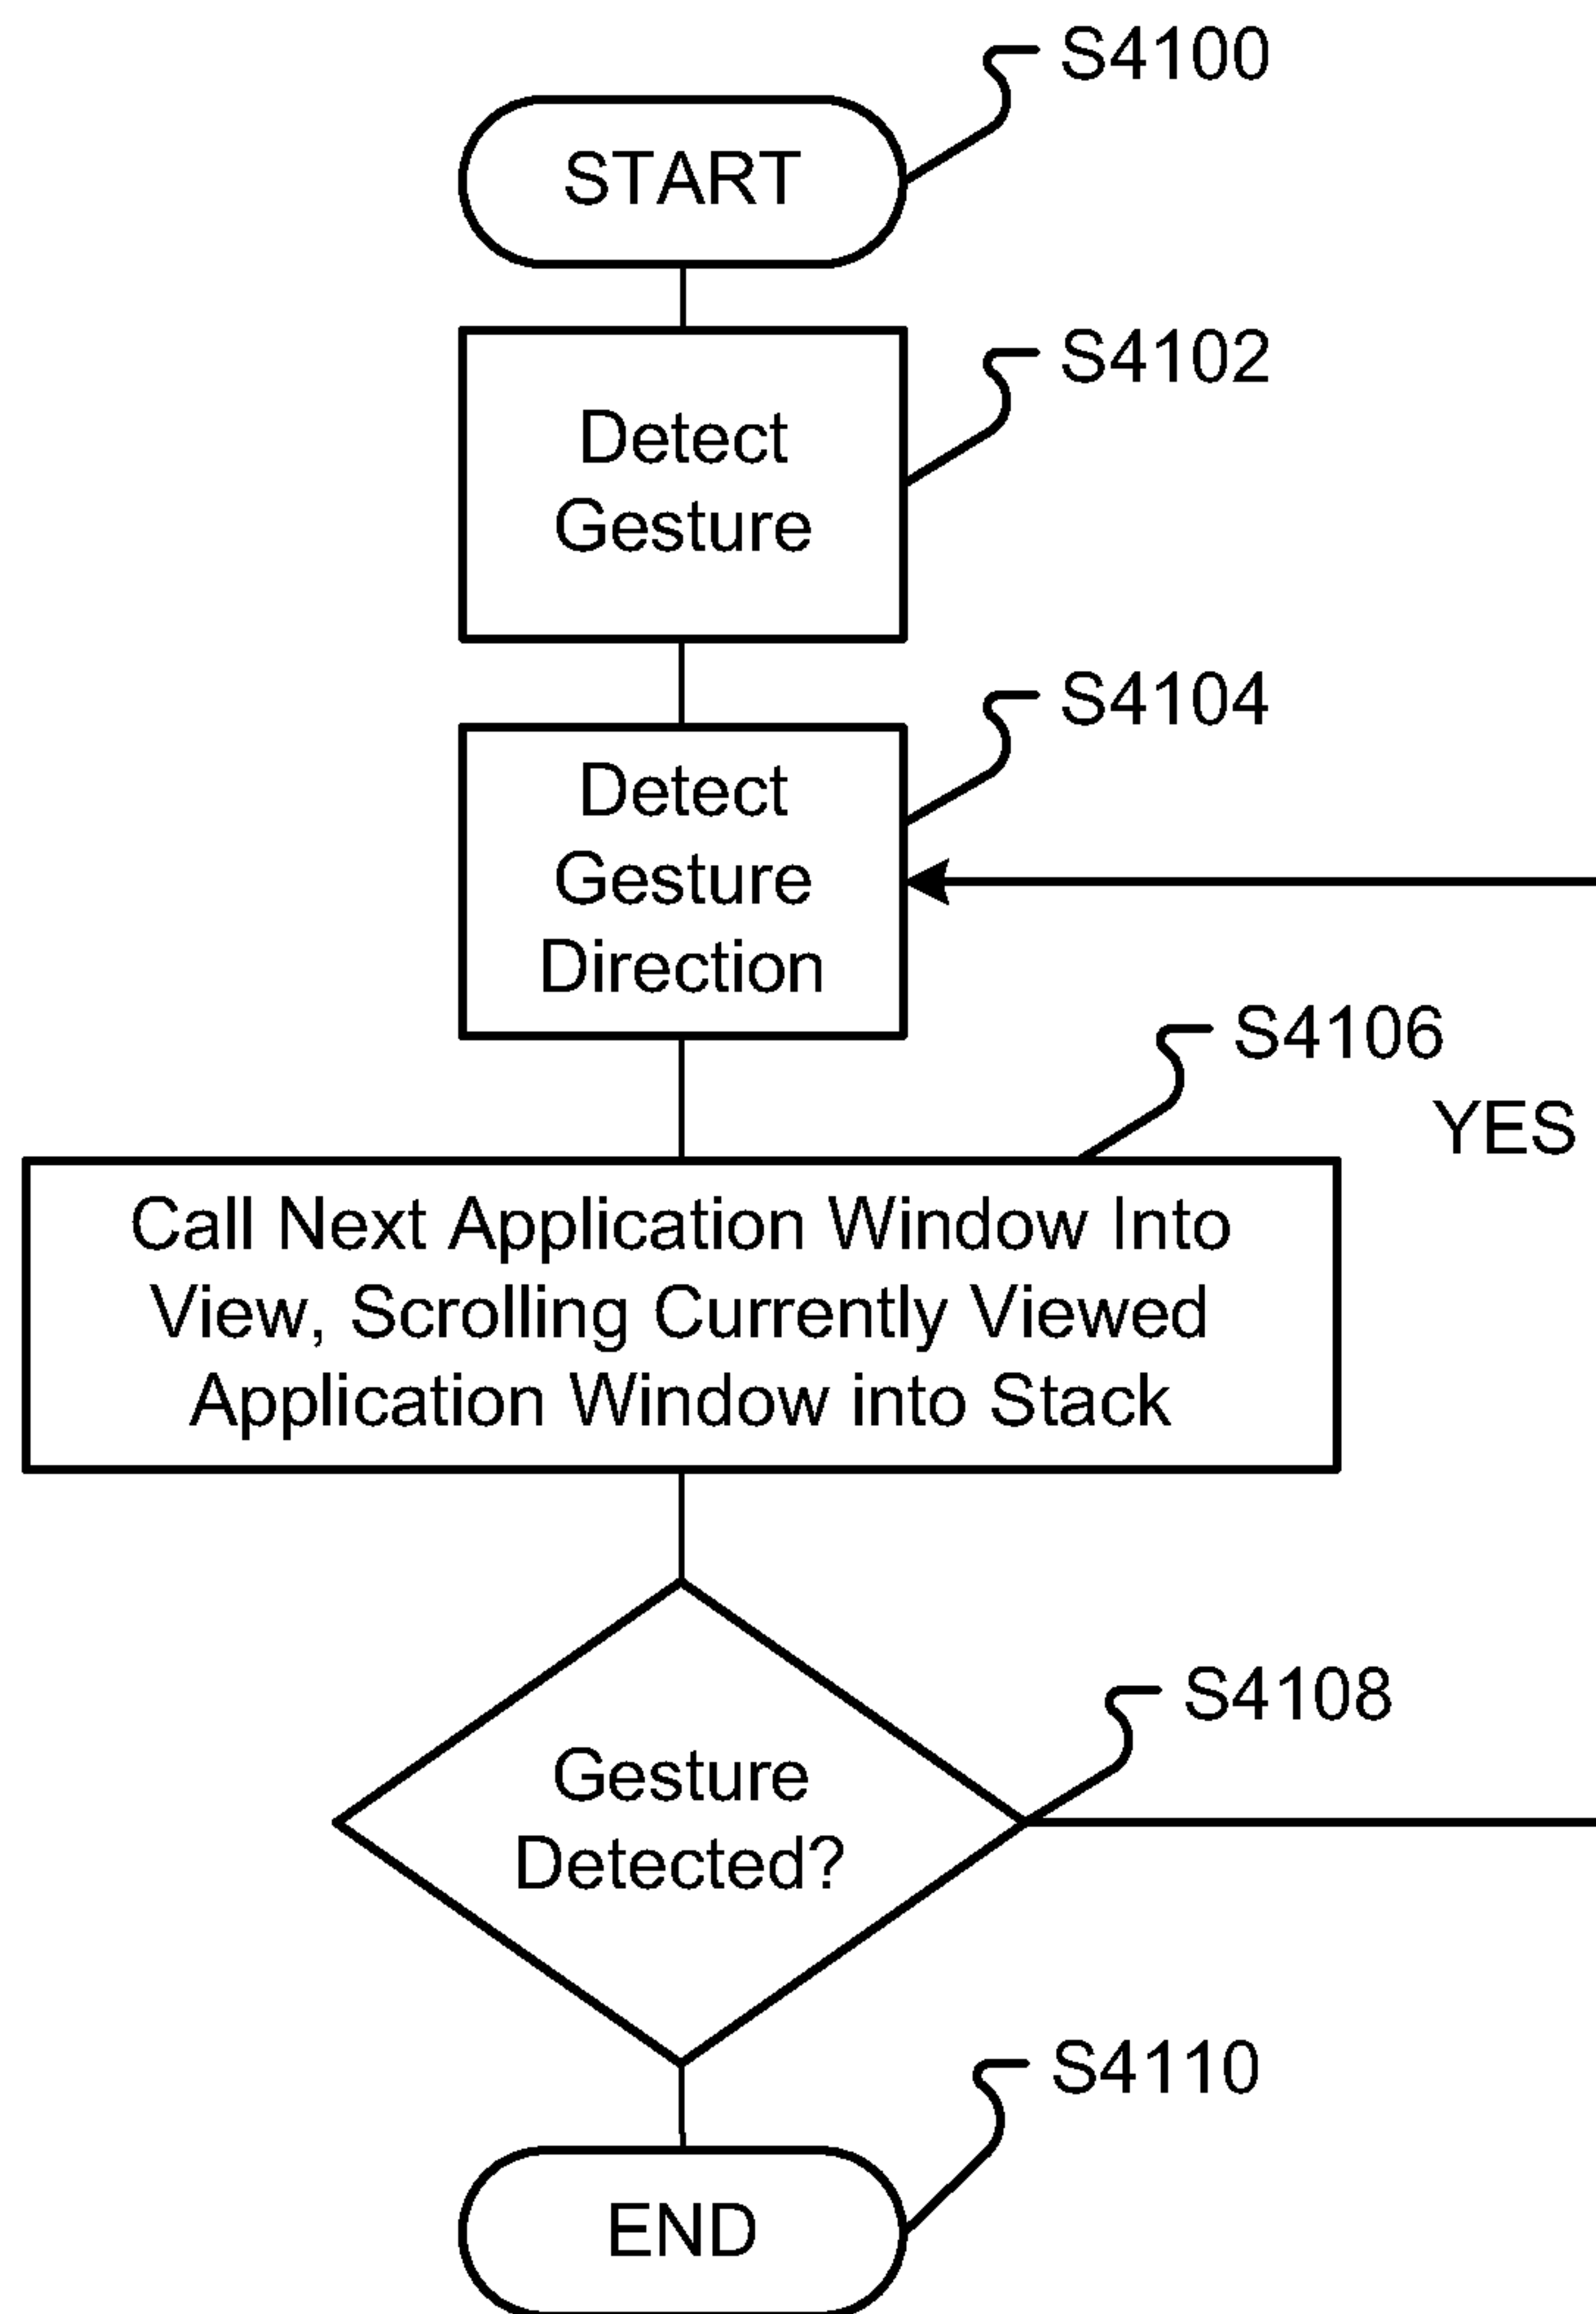 S4100
START
S4102
Detect
Gesture
S4104
Detect
Gesture
Direction
S4106
YES
Call Next Application Window Into
View, Scrolling Currently Viewed
Application Window into Stack
S4108
Gesture
Detected?
S4110
END